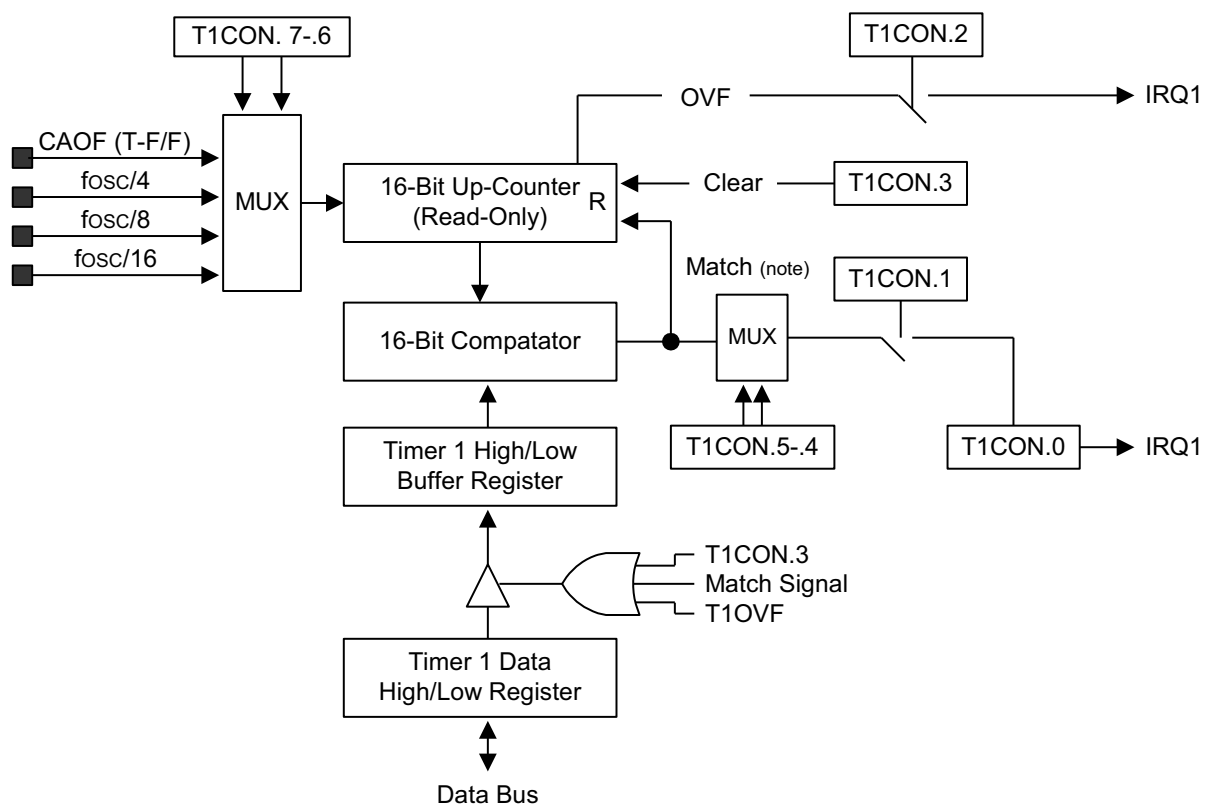 T1CON. 7-.6
T1CON.2
OVF
IRQ1
CAOF (T-F/F)
fOSC/4
fOSC/8
fOSC/16
MUX
16-Bit Up-Counter
(Read-Only)
R
Clear
T1CON.3
Match (note)
T1CON.1
16-Bit Compatator
MUX
Timer 1 High/Low
Buffer Register
T1CON.5-.4
T1CON.0
IRQ1
T1CON.3
Match Signal
T1OVF
Timer 1 Data
High/Low Register
Data Bus